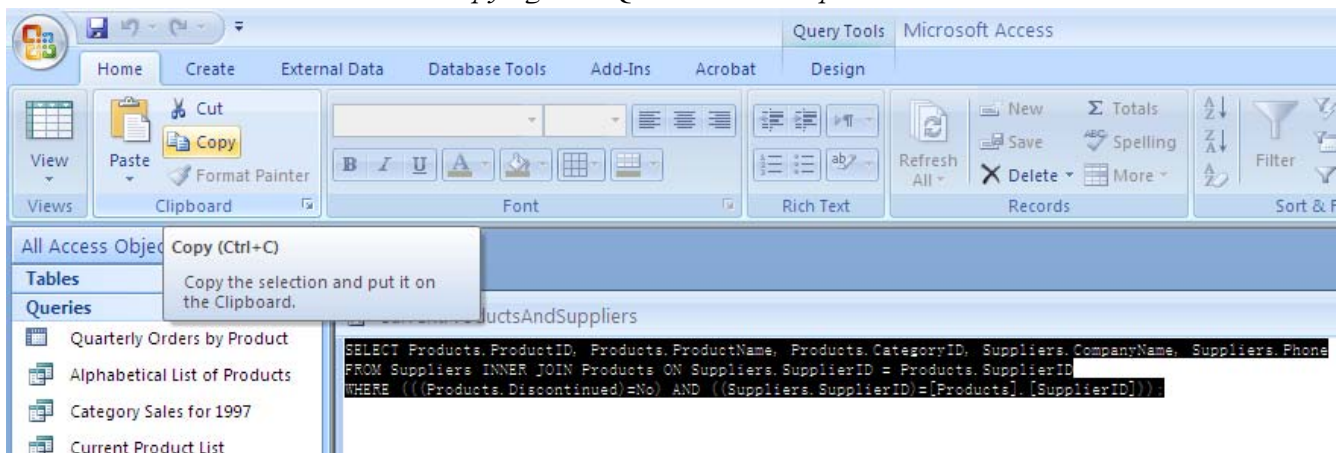 Query Tools Microsoft Access
Home Create External Data Database Tools Add-Ins Acrobat Design
View
Paste
Cut
Copy
Format Painter
B I U A
Refresh All
New
Save
Delete
Totals
Spelling
More
Filter
Views Clipboard Font Rich Text Records Sort &
All Access Objec
Copy (Ctrl+C)
Copy the selection and put it on
the Clipboard.
Tables
Queries
Quarterly Orders by Product
Alphabetical List of Products
Category Sales for 1997
Current Product List
uctsAndSuppliers
SELECT Products.ProductID, Products.ProductName, Products.CategoryID, Suppliers.CompanyName, Suppliers.Phone
FROM Suppliers INNER JOIN Products ON Suppliers.SupplierID = Products.SupplierID
WHERE (((Products.Discontinued)=No) AND ((Suppliers.SupplierID)=[Products].[SupplierID]));